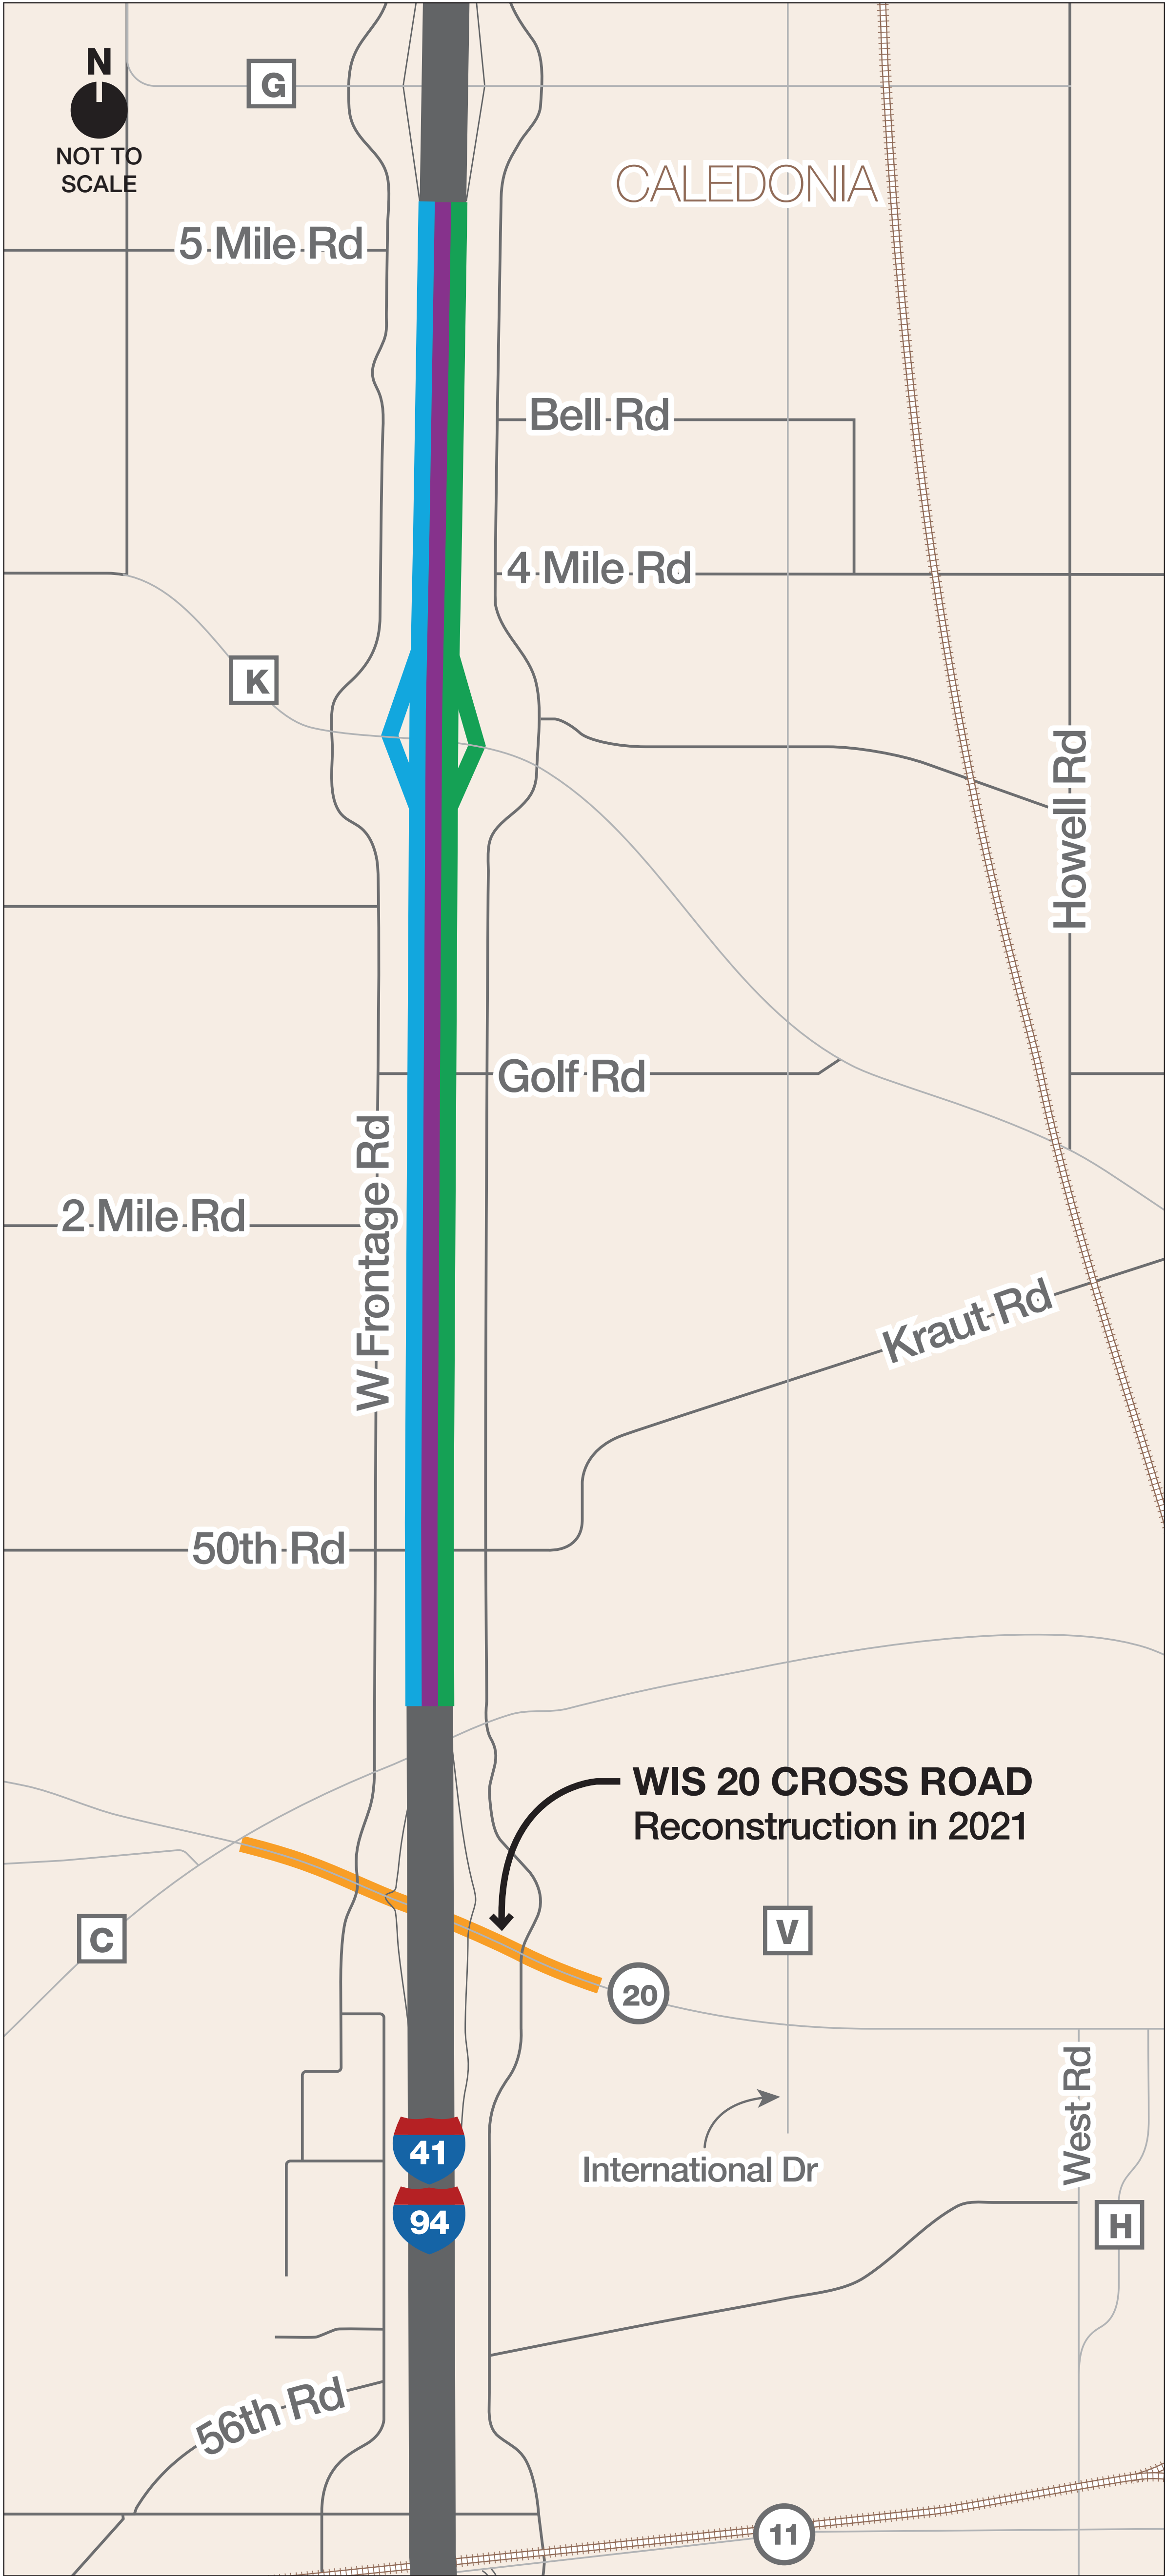 N
NOT TO
SCALE
G
CALEDONIA
5 Mile Rd
Bell Rd
4 Mile Rd
K
Howell Rd
Golf Rd
W Frontage Rd
2 Mile Rd
Kraut Rd
50th Rd
WIS 20 CROSS ROAD
Reconstruction in 2021
C
V
20
West Rd
41
International Dr
94
H
56th Rd
11